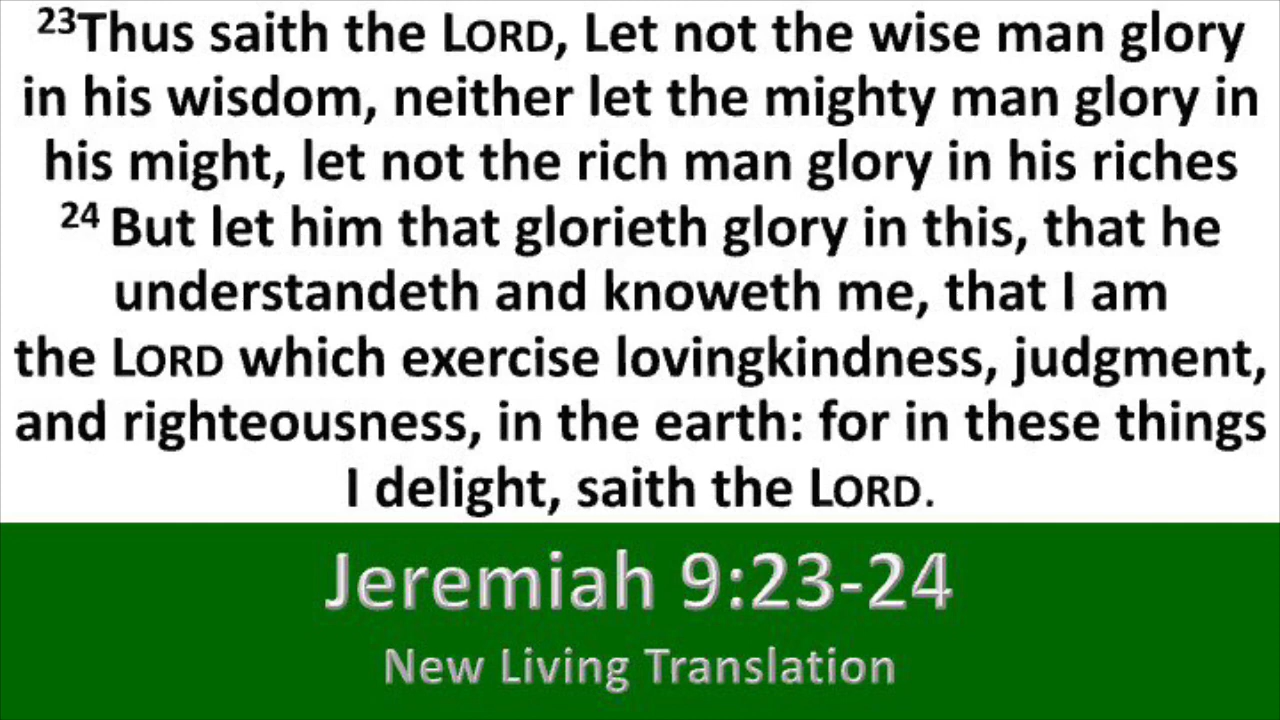 23Thus saith the LORD, Let not the wise man glory
in his wisdom, neither let the mighty man glory in
his might, let not the rich man glory in his riches
24 But let him that glorieth glory in this, that he
understandeth and knoweth me, that I am
the LORD which exercise lovingkindness, judgment,
and righteousness, in the earth: for in these things
I delight, saith the LORD.
Jeremiah 9:23-24
New Living Translation